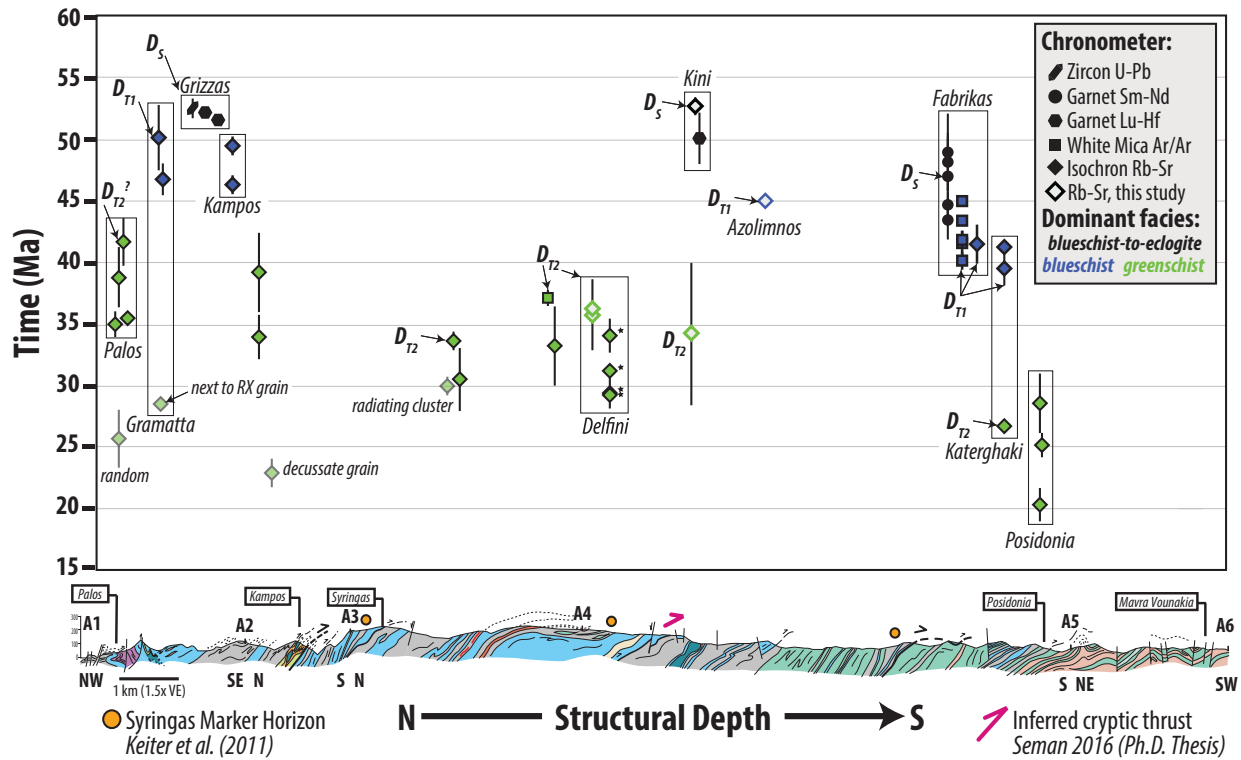 60
55
50
45
40
35
30
25
20
15
Time (Ma)
Chronometer:
Zircon U-Pb
Garnet Sm-Nd
Garnet Lu-Hf
White Mica Ar/Ar
Isochron Rb-Sr
Rb-Sr, this study
Dominant facies:
blueschist-to-eclogite
blueschist greenschist
DS
Grizzas
DT1
DT2?
Kampos
Palos
next to RX grain
Gramatta
random
decussate grain
DT2
radiating cluster
DT2
Delfini
Kini
DS
DT1
Azolimnos
DT2
Fabrikas
DS
DT1
DT2
Katerghaki
Posidonia
Palos
Kampos
Syringas
Posidonia
Mavra Vounakia
A1
A2
A3
A4
A5
A6
300
200
100
0
NW
SE N
S N
S NE
SW
1 km (1.5x VE)
Syringas Marker Horizon
Keiter et al. (2011)
N Structural Depth S
Inferred cryptic thrust
Seman 2016 (Ph.D. Thesis)